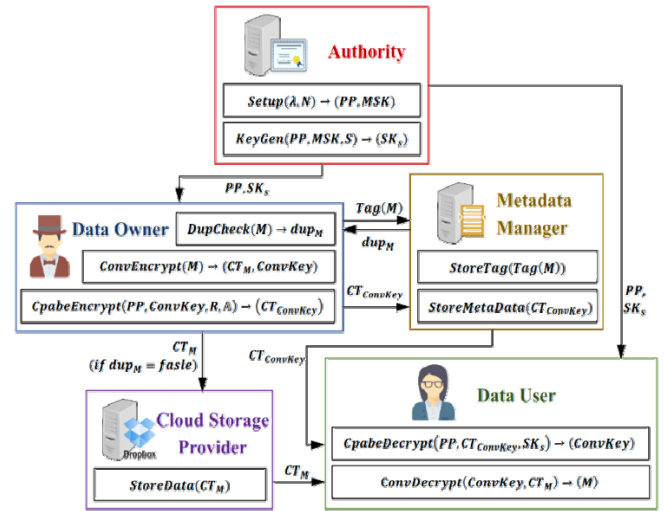 Authority
Setup(λ, N) → (PP, MSK)
KeyGen(PP, MSK, S) → (SK_s)
PP, SK_s
Data Owner
DupCheck(M) → dup_M
ConvEncrypt(M) → (CT_M, ConvKey)
CpabeEncrypt(PP, ConvKey, R, 𝔸) → (CT_ConvKey)
Tag(M)
dup_M
CT_ConvKey
Metadata
Manager
StoreTag(Tag(M))
StoreMetaData(CT_ConvKey)
PP,
SK_s
CT_M
(if dup_M = fasle)
CT_ConvKey
Cloud Storage
Provider
Dropbox
StoreData(CT_M)
CT_M
Data User
CpabeDecrypt(PP, CT_ConvKey, SK_s) → (ConvKey)
ConvDecrypt(ConvKey, CT_M) → (M)